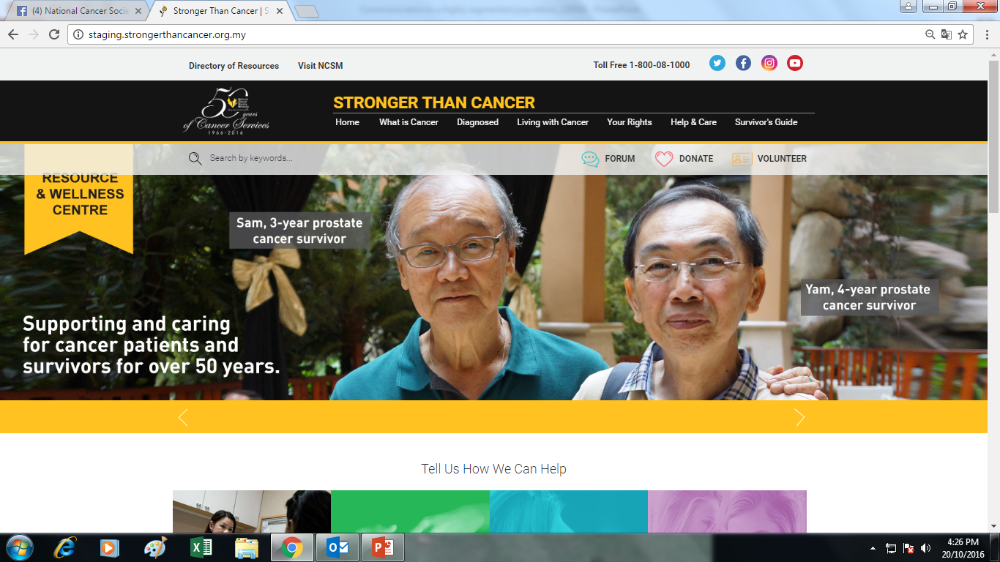 (4) National Cancer Socie
Stronger Than Cancer | S
staging.strongerthancancer.org.my
Directory of Resources
Visit NCSM
Toll Free 1-800-08-1000
50
years
of Cancer Services
1966-2016
STRONGER THAN CANCER
Home
What is Cancer
Diagnosed
Living with Cancer
Your Rights
Help & Care
Survivor's Guide
Search by keywords...
FORUM
DONATE
VOLUNTEER
RESOURCE
& WELLNESS
CENTRE
Sam, 3-year prostate
cancer survivor
Yam, 4-year prostate
cancer survivor
Supporting and caring
for cancer patients and
survivors for over 50 years.
Tell Us How We Can Help
4:26 PM
20/10/2016